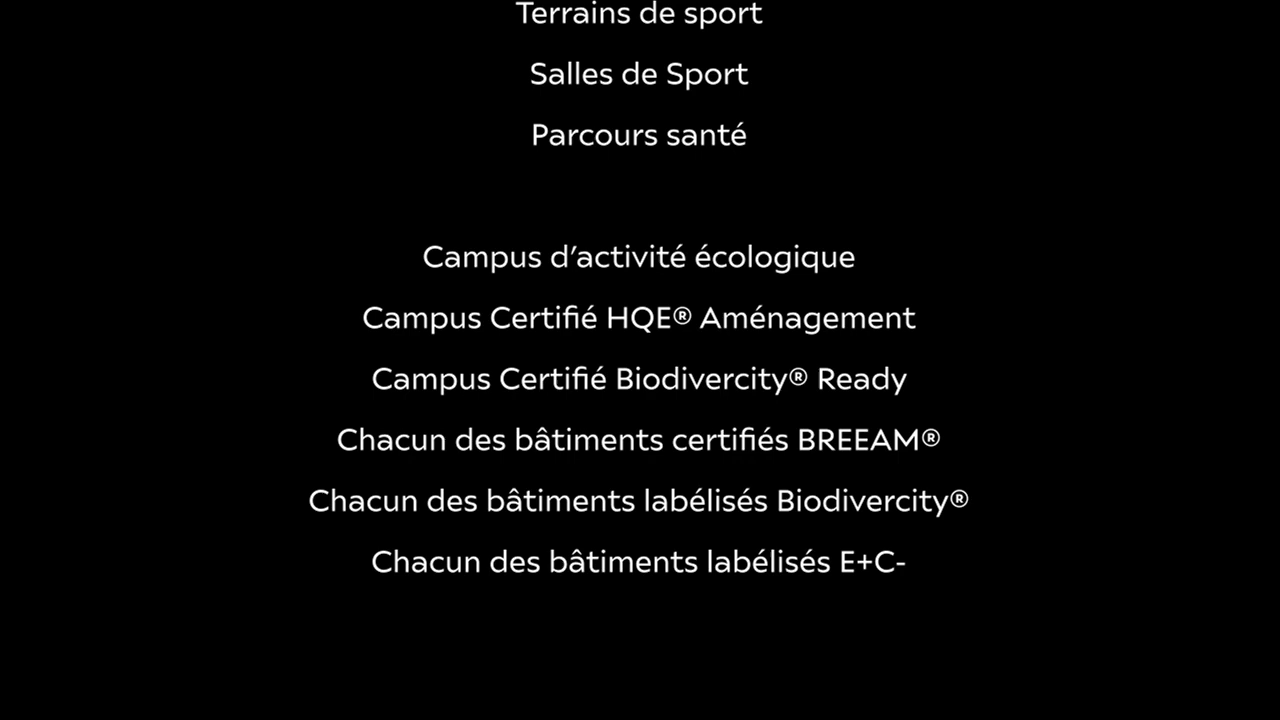 Terrains de sport
Salles de Sport
Parcours santé
Campus d’activité écologique
Campus Certifié HQE® Aménagement
Campus Certifié Biodivercity® Ready
Chacun des bâtiments certifiés BREEAM®
Chacun des bâtiments labélisés Biodivercity®
Chacun des bâtiments labélisés E+C-